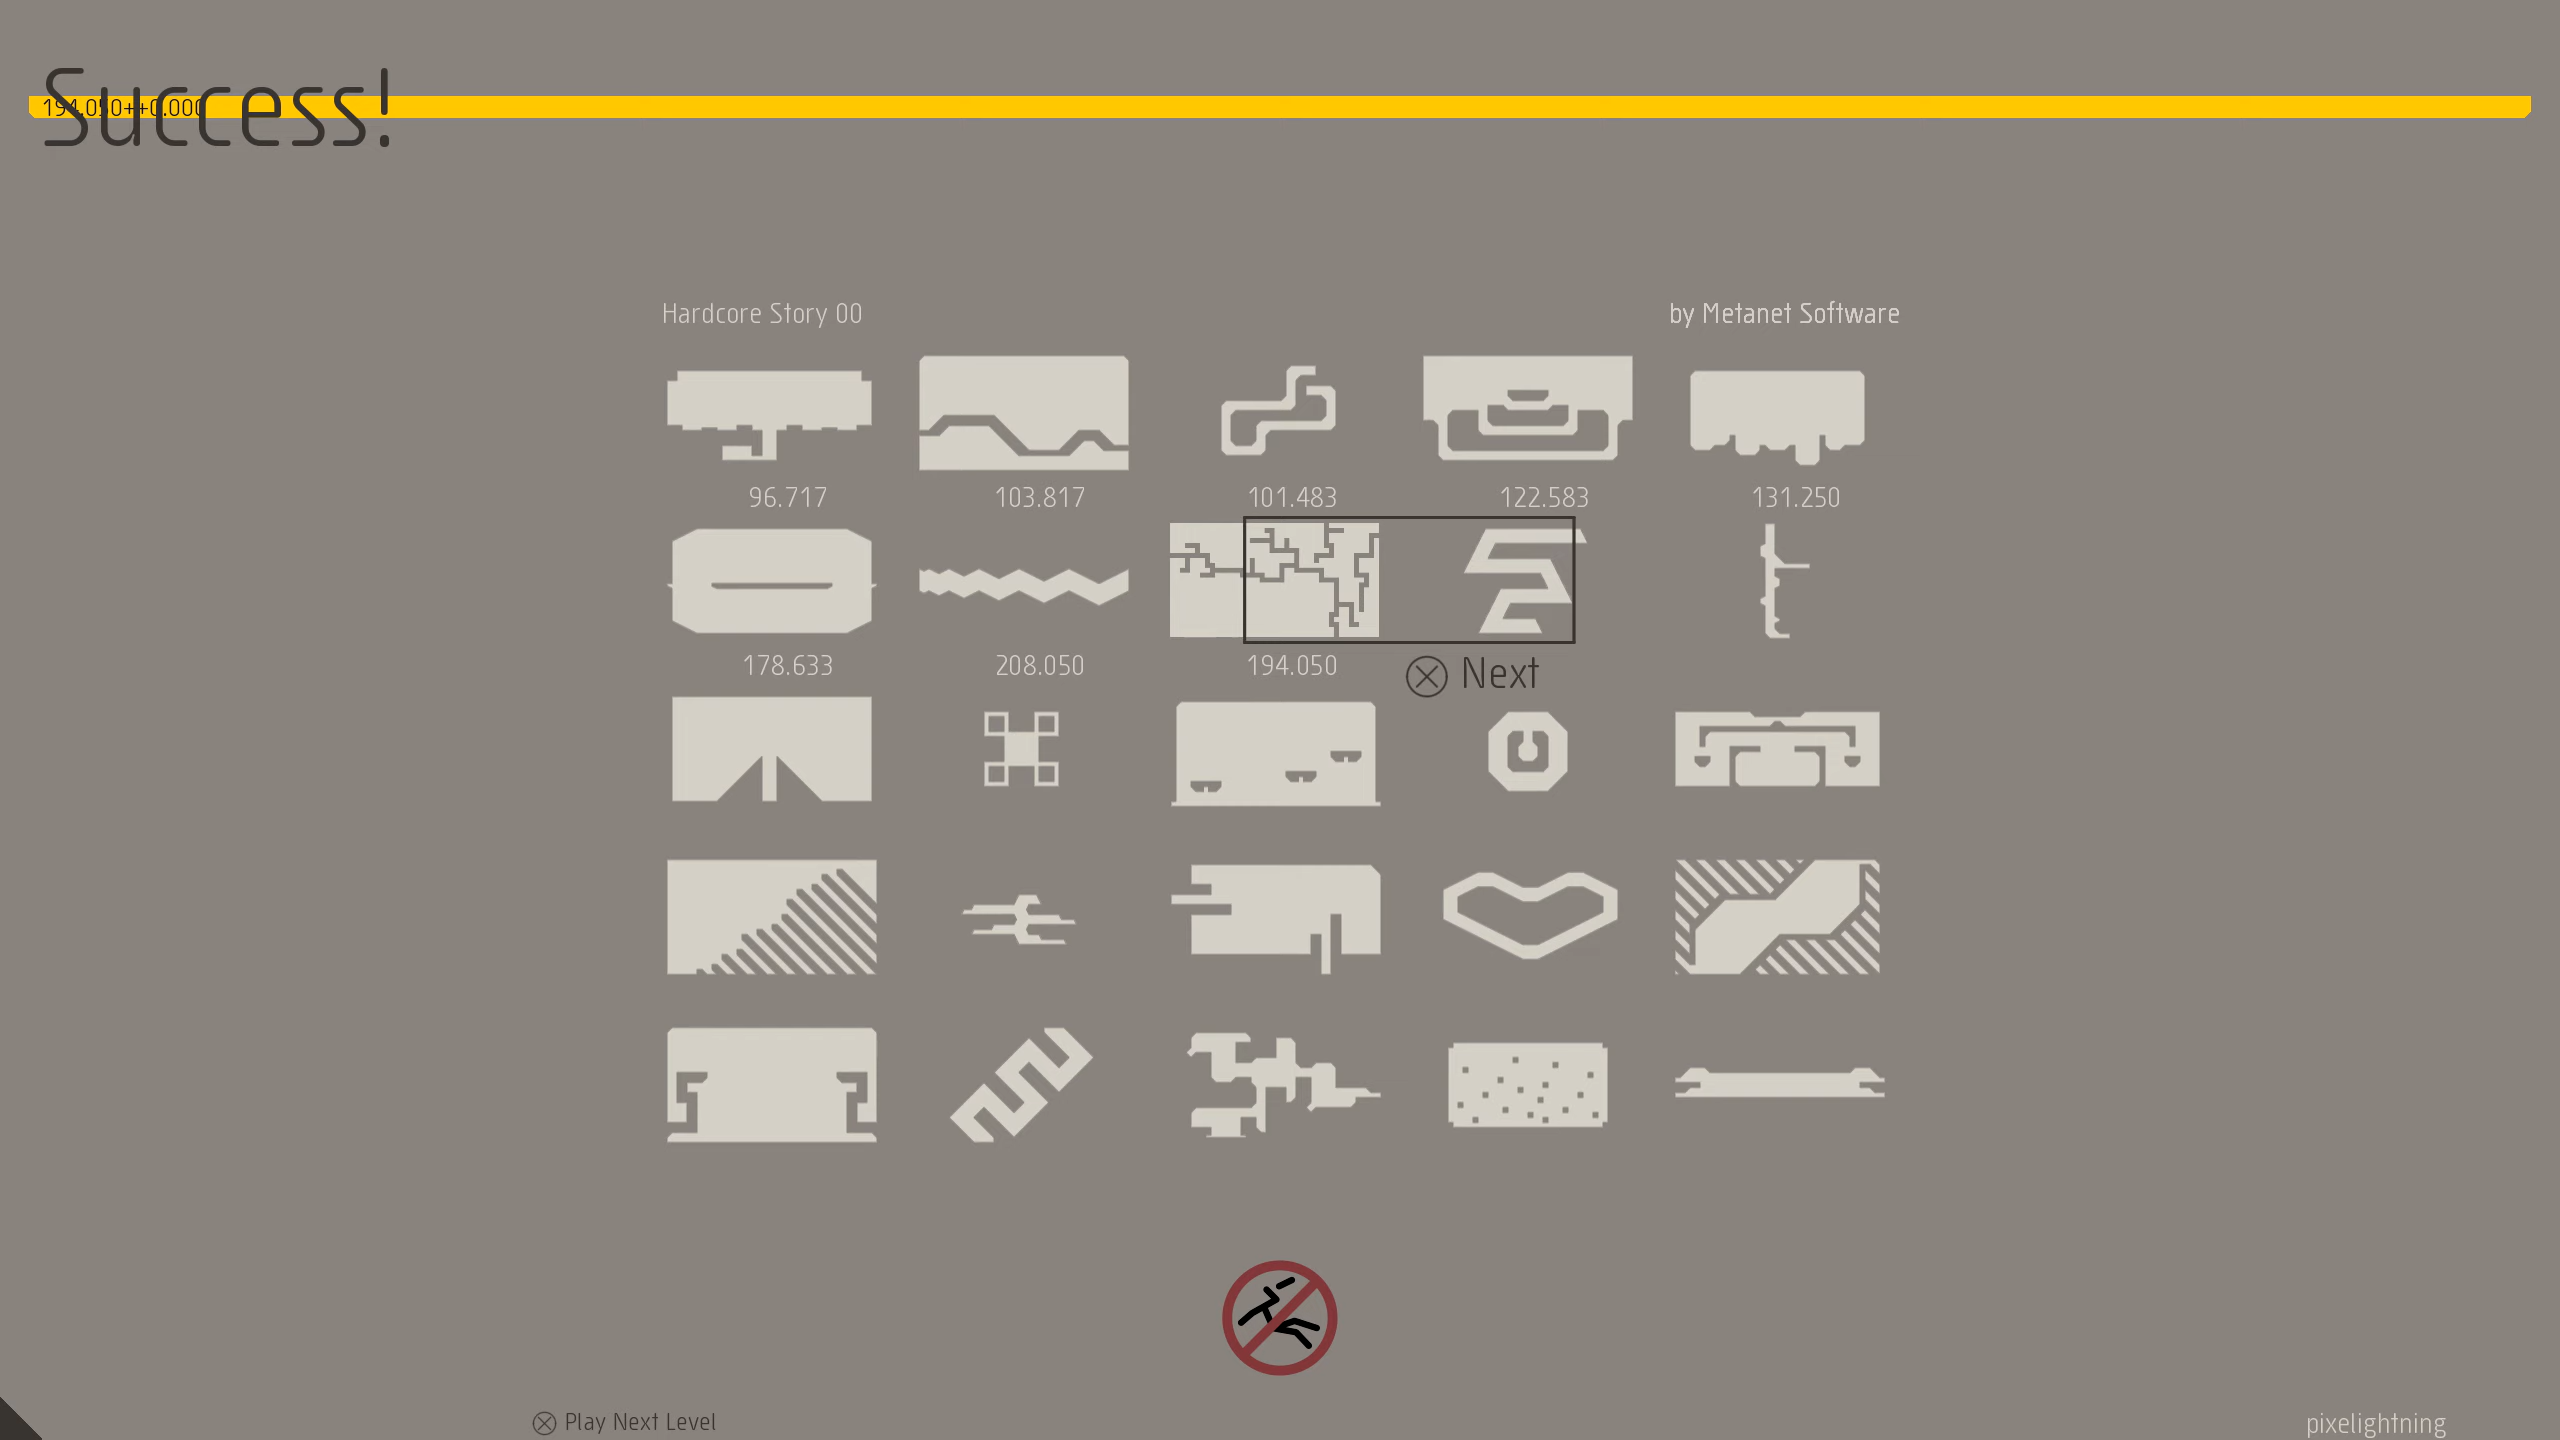 Success!
194.050++0.000
Hardcore Story 00
by Metanet Software
96.717 103.817 101.483 122.583 131.250
178.633 208.050 194.050 Next
Play Next Level
pixelightning